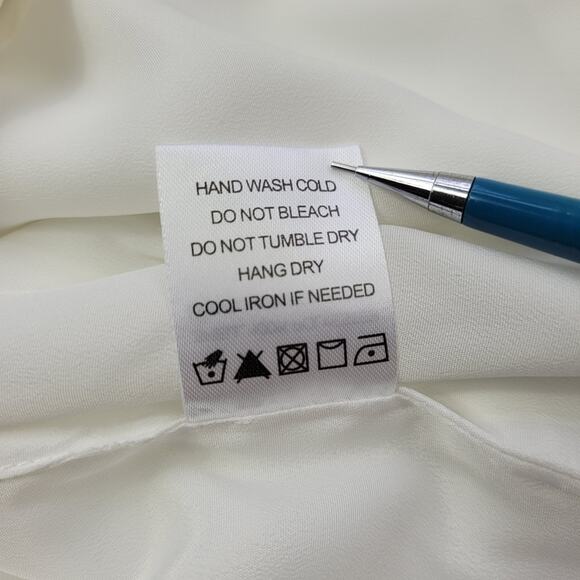 HAND WASH COLD
DO NOT BLEACH
DO NOT TUMBLE DRY
HANG DRY
COOL IRON IF NEEDED